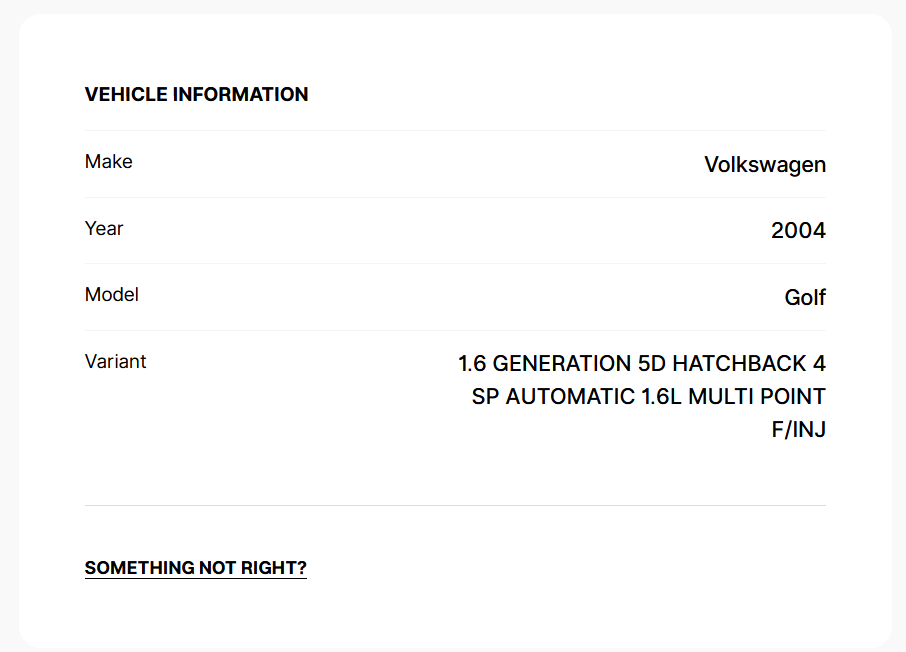 VEHICLE INFORMATION
Make
Volkswagen
Year
2004
Model
Golf
Variant
1.6 GENERATION 5D HATCHBACK 4
SP AUTOMATIC 1.6L MULTI POINT
F/INJ
SOMETHING NOT RIGHT?